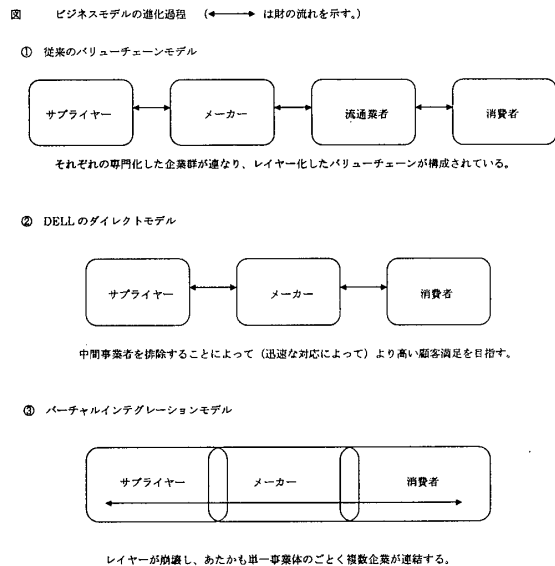 図 ビジネスモデルの進化過程 （⟷ は財の流れを示す。）
① 従来のバリューチェーンモデル
サプライヤー メーカー 流通業者 消費者
それぞれの専門化した企業群が連なり、レイヤー化したバリューチェーンが構成されている。
② DELLのダイレクトモデル
サプライヤー メーカー 消費者
中間事業者を排除することによって（迅速な対応によって）より高い顧客満足を目指す。
③ バーチャルインテグレーションモデル
サプライヤー メーカー 消費者
レイヤーが崩壊し、あたかも単一事業体のごとく複数企業が連結する。